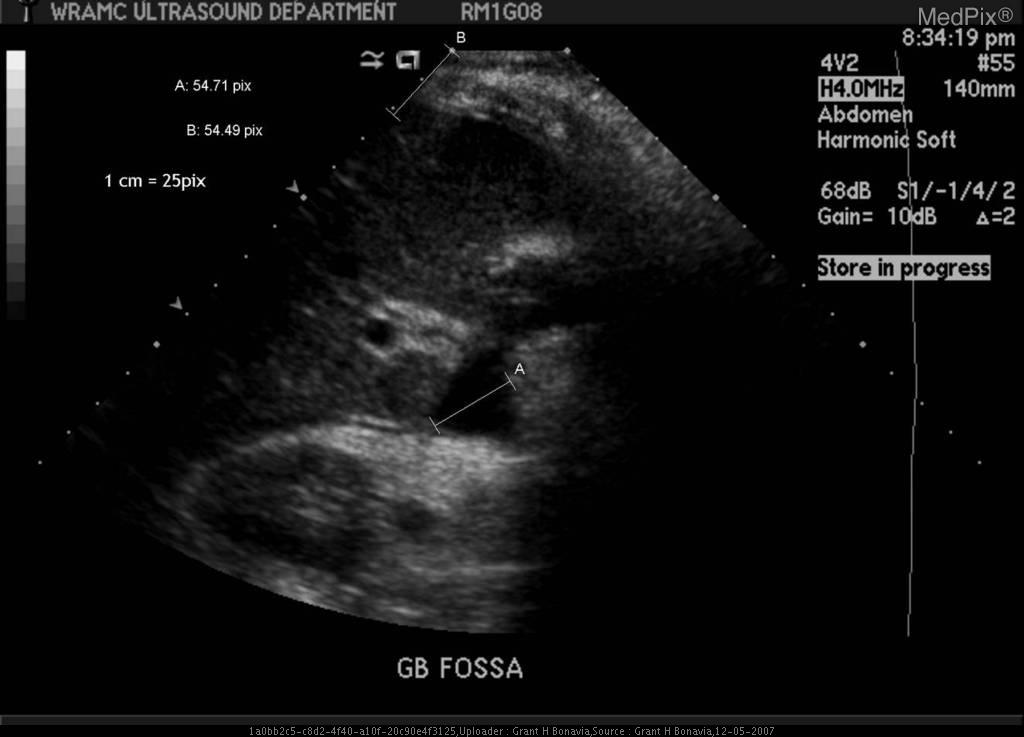 WRAMC ULTRASOUND DEPARTMENT RM1G08
MedPix®
8:34:19 pm
4V2 #55
H4.0MHz 140mm
Abdomen
Harmonic Soft
68dB S1/-1/4/2
Gain= 10dB Δ=2
Store in progress
B
A: 54.71 pix
B: 54.49 pix
1 cm = 25pix
A
GB FOSSA
1a0bb2c5-c8d2-4f40-a10f-20c90e4f3125,Uploader : Grant H Bonavia,Source : Grant H Bonavia,12-05-2007